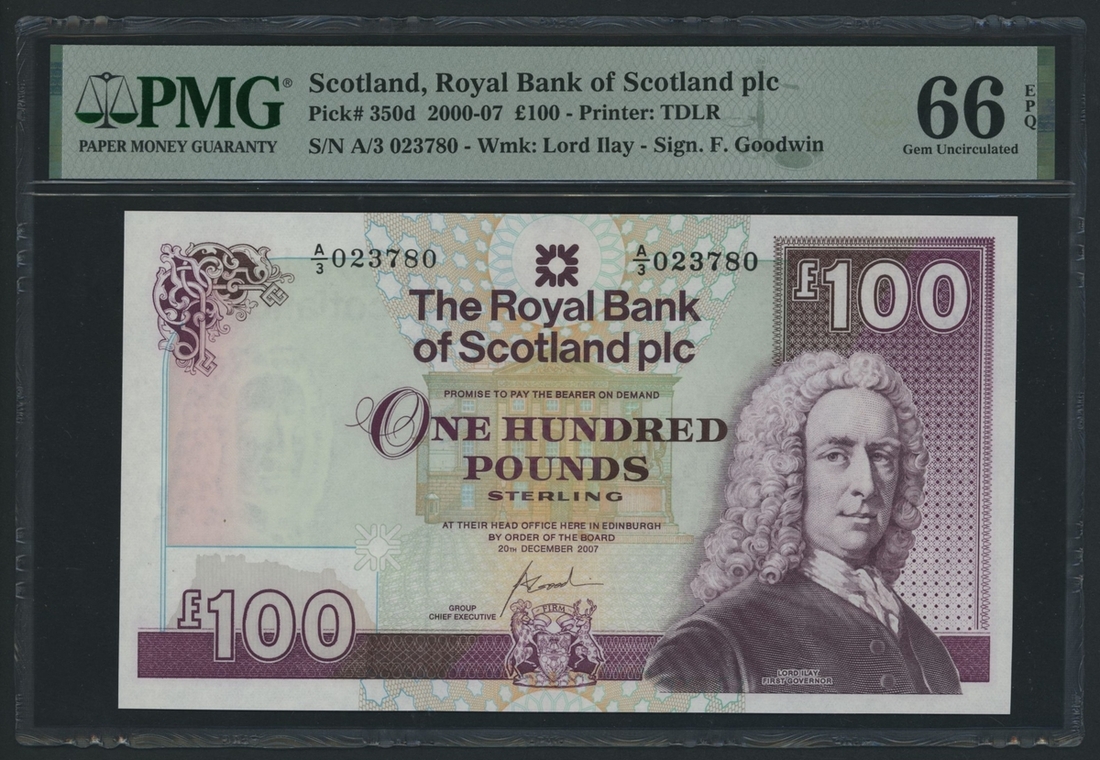 PMG®
PAPER MONEY GUARANTY
Scotland, Royal Bank of Scotland plc
Pick# 350d 2000-07 £100 - Printer: TDLR
S/N A/3 023780 - Wmk: Lord Ilay - Sign. F. Goodwin
66 EPQ
Gem Uncirculated
A/3 023780
A/3 023780
£100
The Royal Bank
of Scotland plc
PROMISE TO PAY THE BEARER ON DEMAND
ONE HUNDRED
POUNDS
STERLING
AT THEIR HEAD OFFICE HERE IN EDINBURGH
BY ORDER OF THE BOARD
20TH DECEMBER 2007
GROUP
CHIEF EXECUTIVE
FIRM
£100
LORD ILAY
FIRST GOVERNOR